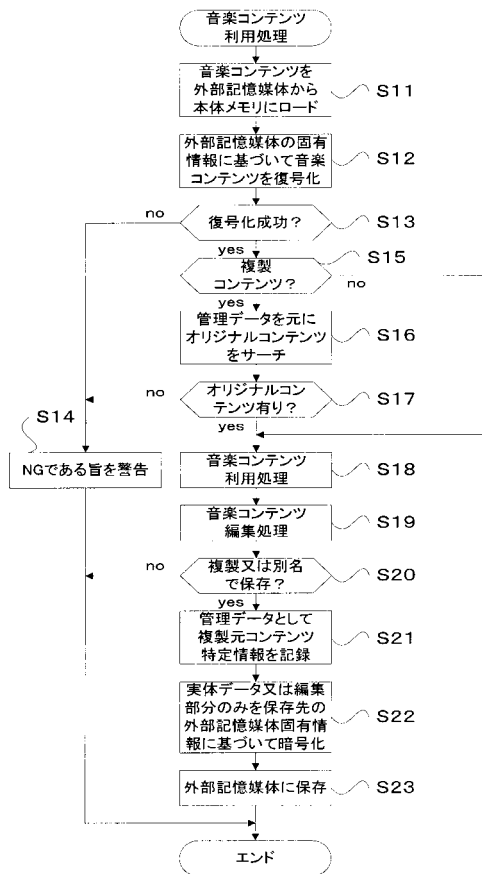 音楽コンテンツ
利用処理
音楽コンテンツを
外部記憶媒体から
本体メモリにロード
S11
外部記憶媒体の固有
情報に基づいて音楽
コンテンツを復号化
S12
no
復号化成功?
S13
yes
S15
複製
コンテンツ?
no
yes
管理データを元に
オリジナルコンテンツ
をサーチ
S16
no
オリジナルコン
テンツ有り?
S17
S14
yes
NGである旨を警告
音楽コンテンツ
利用処理
S18
音楽コンテンツ
編集処理
S19
no
複製又は別名
で保存?
S20
yes
管理データとして
複製元コンテンツ
特定情報を記録
S21
実体データ又は編集
部分のみを保存先の
外部記憶媒体固有情
報に基づいて暗号化
S22
外部記憶媒体に保存
S23
エンド